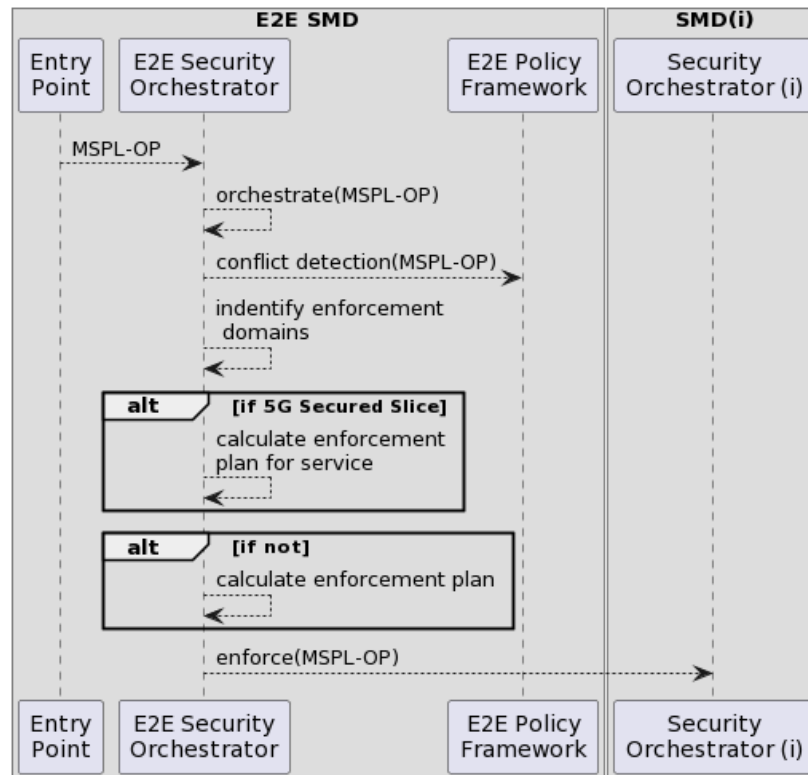 E2E SMD
SMD(i)
Entry
Point
E2E Security
Orchestrator
E2E Policy
Framework
Security
Orchestrator (i)
MSPL-OP
orchestrate(MSPL-OP)
conflict detection(MSPL-OP)
indentify enforcement
domains
alt
[if 5G Secured Slice]
calculate enforcement
plan for service
alt
[if not]
calculate enforcement plan
enforce(MSPL-OP)
Entry
Point
E2E Security
Orchestrator
E2E Policy
Framework
Security
Orchestrator (i)